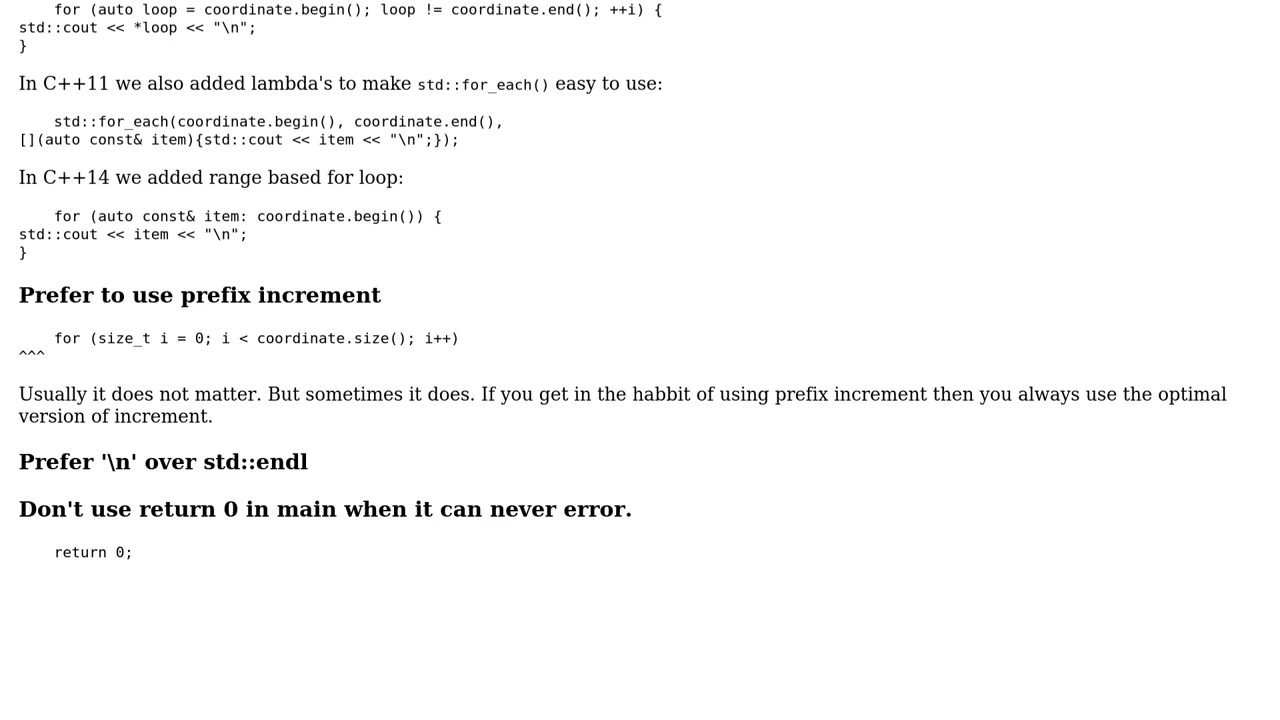 for (auto loop = coordinate.begin(); loop != coordinate.end(); ++i) {
std::cout << *loop << "\n";
}
In C++11 we also added lambda's to make std::for_each() easy to use:
std::for_each(coordinate.begin(), coordinate.end(),
[](auto const& item){std::cout << item << "\n";});
In C++14 we added range based for loop:
for (auto const& item: coordinate.begin()) {
std::cout << item << "\n";
}
Prefer to use prefix increment
for (size_t i = 0; i < coordinate.size(); i++)
^^^
Usually it does not matter. But sometimes it does. If you get in the habbit of using prefix increment then you always use the optimal
version of increment.
Prefer '\n' over std::endl
Don't use return 0 in main when it can never error.
return 0;